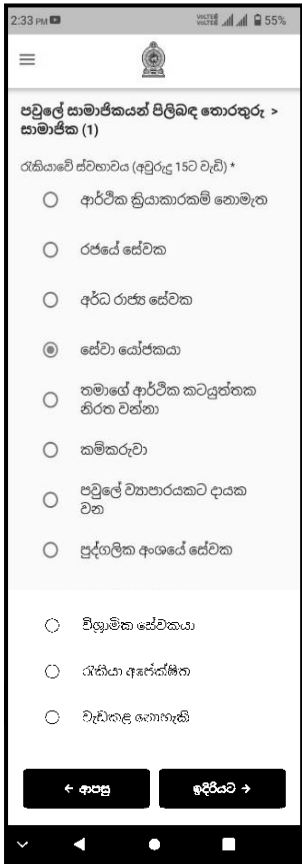 2:33 PM
VoLTE 55%
පවුලේ සාමාජිකයන් පිලිබඳ තොරතුරු >
සාමාජික (1)
රැකියාවේ ස්වභාවය (අවුරුදු 15ට වැඩි) *
ආර්ථික ක්‍රියාකාරකම් නොමැත
රජයේ සේවක
අර්ධ රාජ්‍ය සේවක
සේවා යෝජකයා
තමාගේ ආර්ථික කටයුත්තක
නිරත වන්නා
කම්කරුවා
පවුලේ ව්‍යාපාරයකට දායක
වන
පුද්ගලික අංශයේ සේවක
විශ්‍රාමික සේවකයා
රැකියා අපේක්ෂිත
වැඩකළ නොහැකි
← ආපසු
ඉදිරියට →